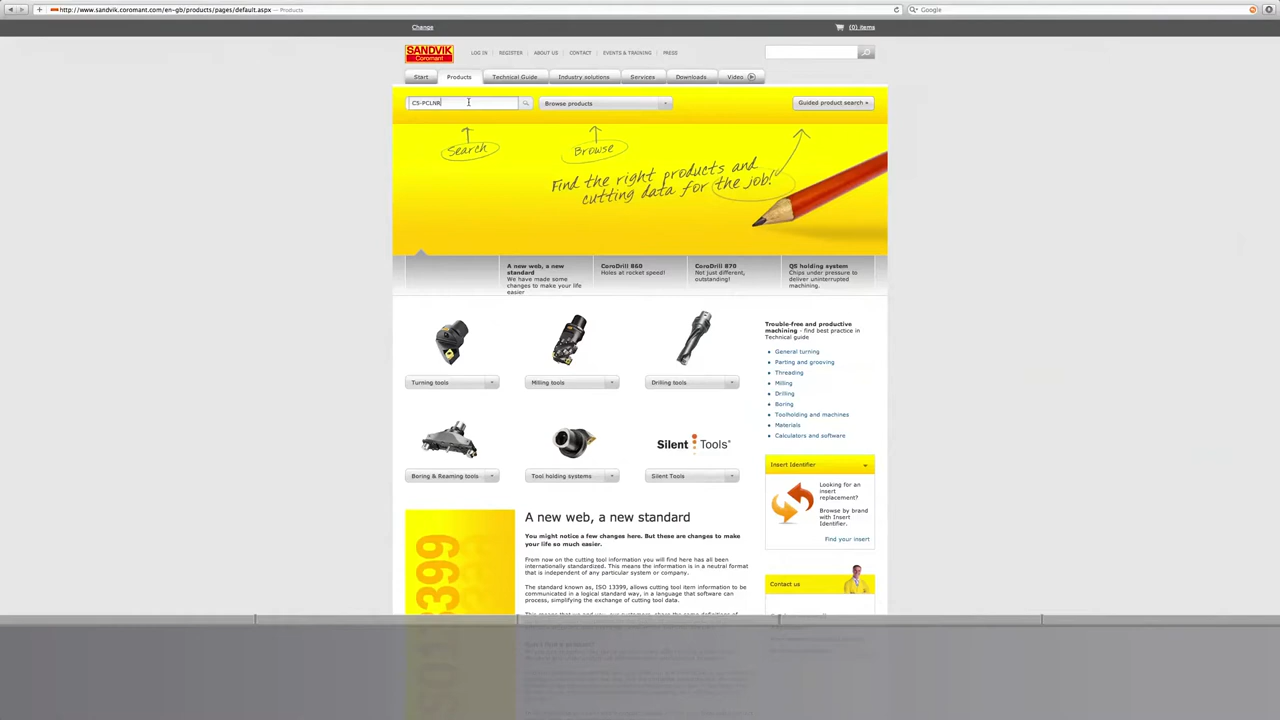 http://www.sandvik.coromant.com/en-gb/products/pages/default.aspx — Products
Google
Change
(0) items
SANDVIK
Coromant
LOG IN
REGISTER
ABOUT US
CONTACT
EVENTS & TRAINING
PRESS
Start
Products
Technical Guide
Industry solutions
Services
Downloads
Video
C5-PCLNR
Browse products
Guided product search
Search
Browse
Find the right products and
cutting data for the job!
A new web, a new
standard
We have made some
changes to make your life
easier
CoroDrill 860
Holes at rocket speed!
CoroDrill 870
Not just different,
outstanding!
QS holding system
Chips under pressure to
deliver uninterrupted
machining.
Turning tools
Milling tools
Drilling tools
Boring & Reaming tools
Tool holding systems
Silent Tools®
Silent Tools
Trouble-free and productive
machining - find best practice in
Technical guide
General turning
Parting and grooving
Threading
Milling
Drilling
Boring
Toolholding and machines
Materials
Calculators and software
Insert Identifier
Looking for an
insert
replacement?
Browse by brand
with Insert
Identifier.
Find your insert
Contact us
A new web, a new standard
You might notice a few changes here. But these are changes to make
your life so much easier.
From now on the cutting tool information you will find here has all been
internationally standardized. This means the information is in a neutral format
that is independent of any particular system or company.
The standard known as, ISO 13399, allows cutting tool item information to be
communicated in a logical standard way, in a language that software can
process, simplifying the exchange of cutting tool data.
399